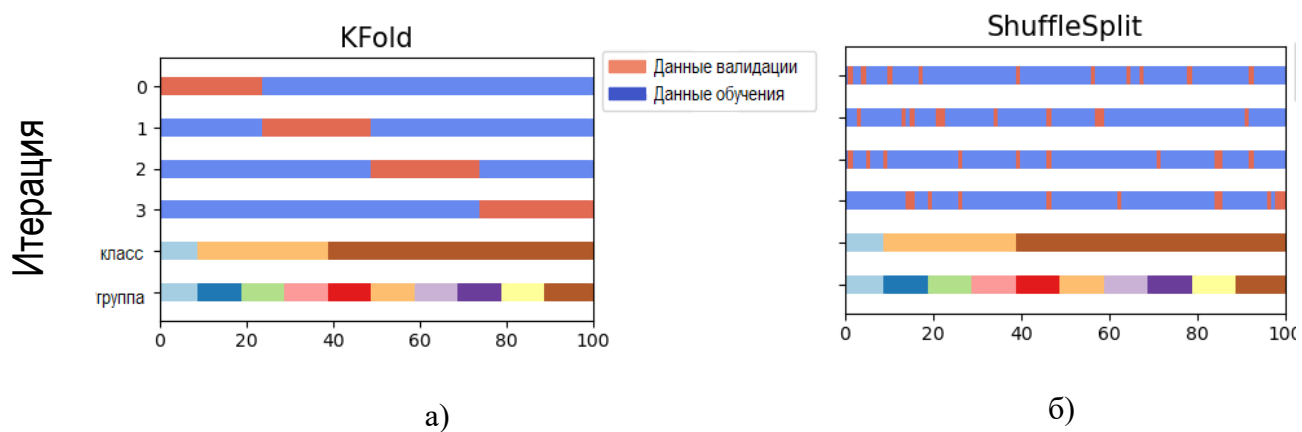 KFold
Данные валидации
Данные обучения
Итерация
0
1
2
3
класс
группа
0 20 40 60 80 100
а)
ShuffleSplit
0 20 40 60 80 100
б)